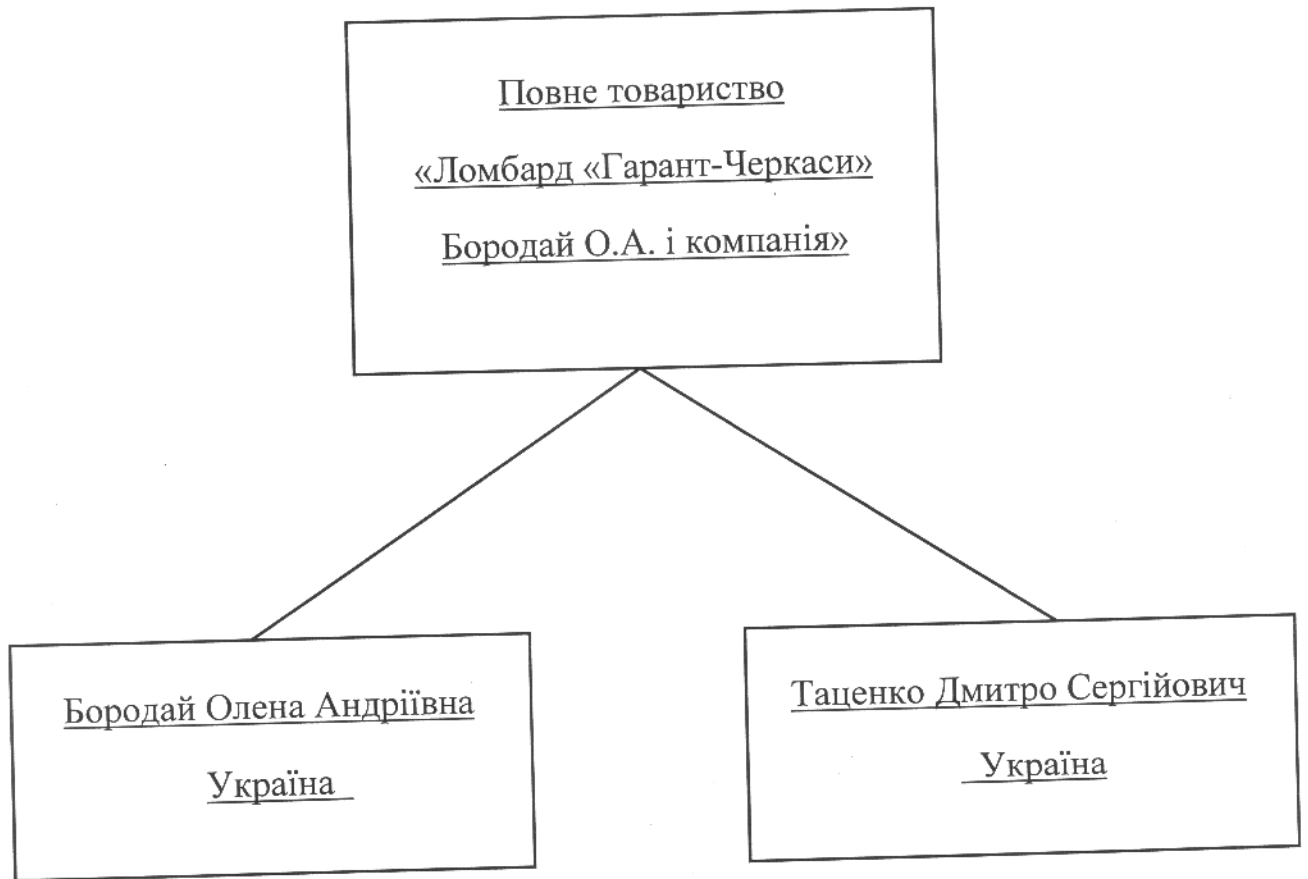 Повне товариство
«Ломбард «Гарант-Черкаси»
Бородай О.А. і компанія»
Бородай Олена Андріївна
Україна
Таценко Дмитро Сергійович
Україна